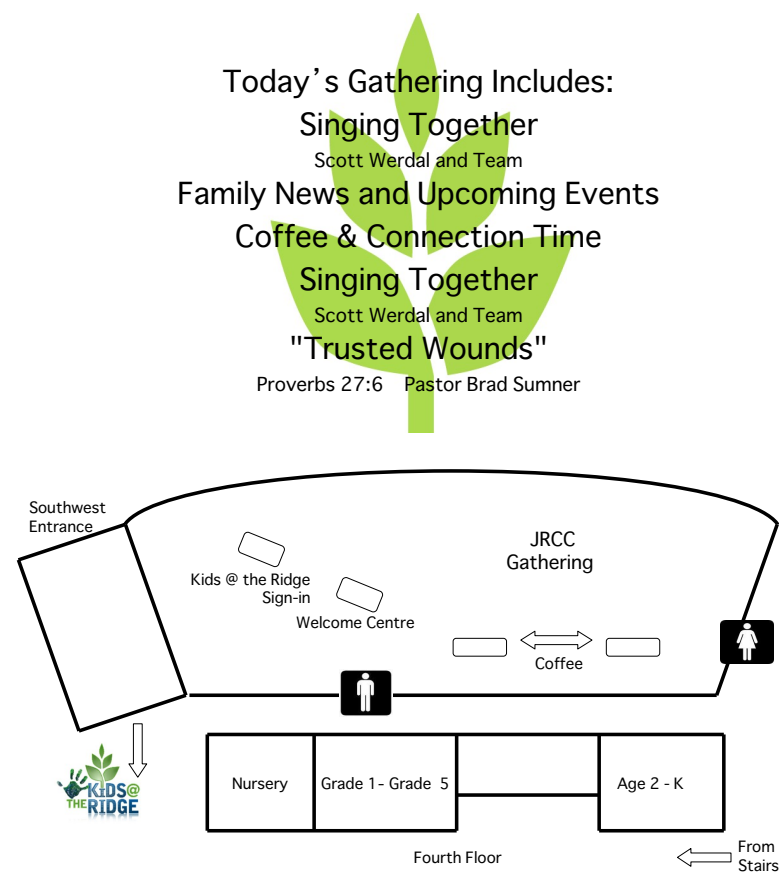 Today’s Gathering Includes:
Singing Together
Scott Werdal and Team
Family News and Upcoming Events
Coffee & Connection Time
Singing Together
Scott Werdal and Team
"Trusted Wounds"
Proverbs 27:6 Pastor Brad Sumner
Southwest
Entrance
JRCC
Gathering
Kids @ the Ridge
Sign-in
Welcome Centre
Coffee
KIDS@
THE RIDGE
Nursery
Grade 1- Grade 5
Age 2 - K
Fourth Floor
From
Stairs